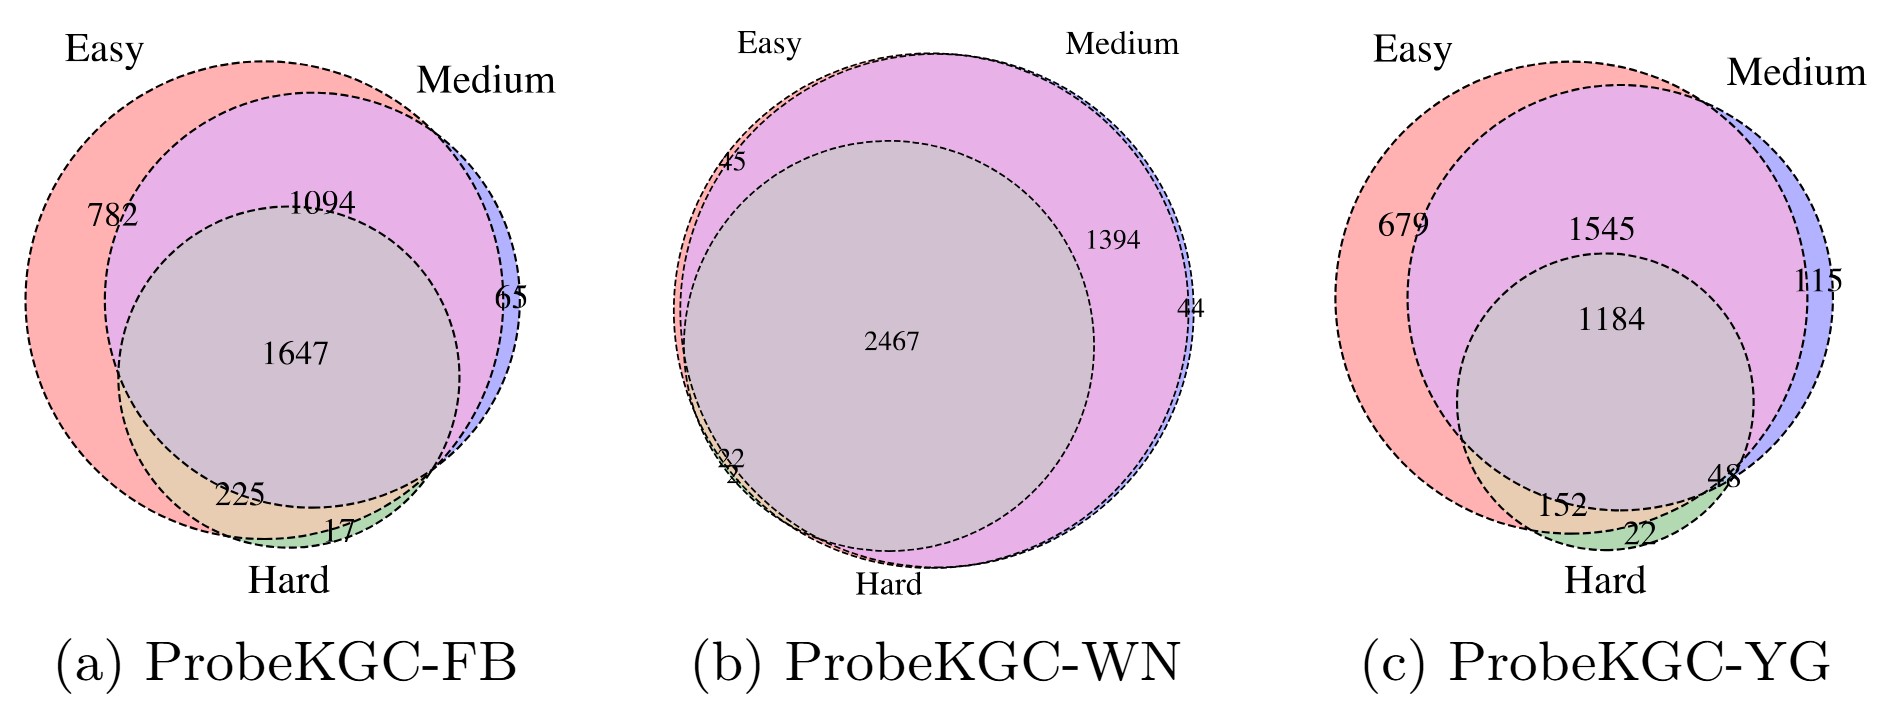 Easy
Medium
782
1094
65
1647
225
17
Hard
(a) ProbeKGC-FB
Easy
Medium
45
1394
44
2467
22
2
Hard
(b) ProbeKGC-WN
Easy
Medium
679
1545
115
1184
48
152
22
Hard
(c) ProbeKGC-YG